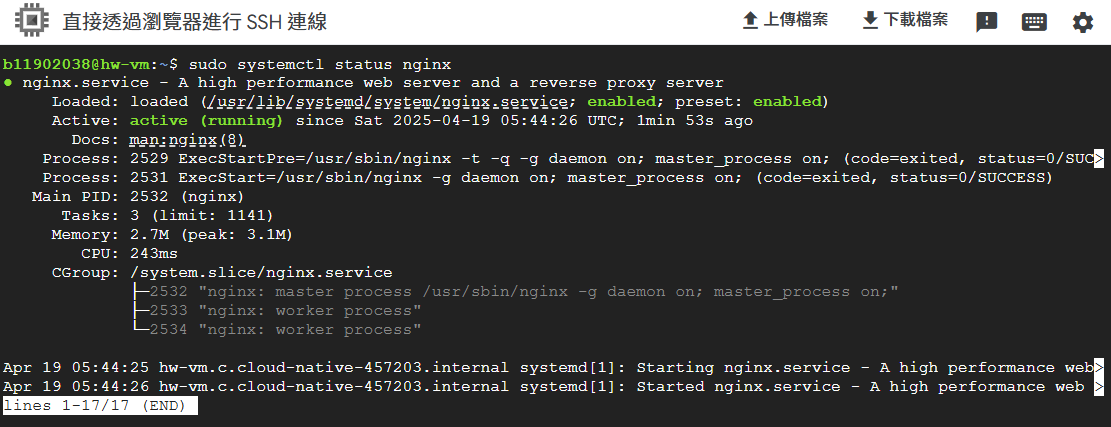 直接透過瀏覽器進行 SSH 連線
上傳檔案
下載檔案
b11902038@hw-vm:~$ sudo systemctl status nginx
● nginx.service - A high performance web server and a reverse proxy server
Loaded: loaded (/usr/lib/systemd/system/nginx.service; enabled; preset: enabled)
Active: active (running) since Sat 2025-04-19 05:44:26 UTC; 1min 53s ago
Docs: man:nginx(8)
Process: 2529 ExecStartPre=/usr/sbin/nginx -t -q -g daemon on; master_process on; (code=exited, status=0/SUC>
Process: 2531 ExecStart=/usr/sbin/nginx -g daemon on; master_process on; (code=exited, status=0/SUCCESS)
Main PID: 2532 (nginx)
Tasks: 3 (limit: 1141)
Memory: 2.7M (peak: 3.1M)
CPU: 243ms
CGroup: /system.slice/nginx.service
├─2532 "nginx: master process /usr/sbin/nginx -g daemon on; master_process on;"
├─2533 "nginx: worker process"
└─2534 "nginx: worker process"
Apr 19 05:44:25 hw-vm.c.cloud-native-457203.internal systemd[1]: Starting nginx.service - A high performance web>
Apr 19 05:44:26 hw-vm.c.cloud-native-457203.internal systemd[1]: Started nginx.service - A high performance web >
lines 1-17/17 (END)